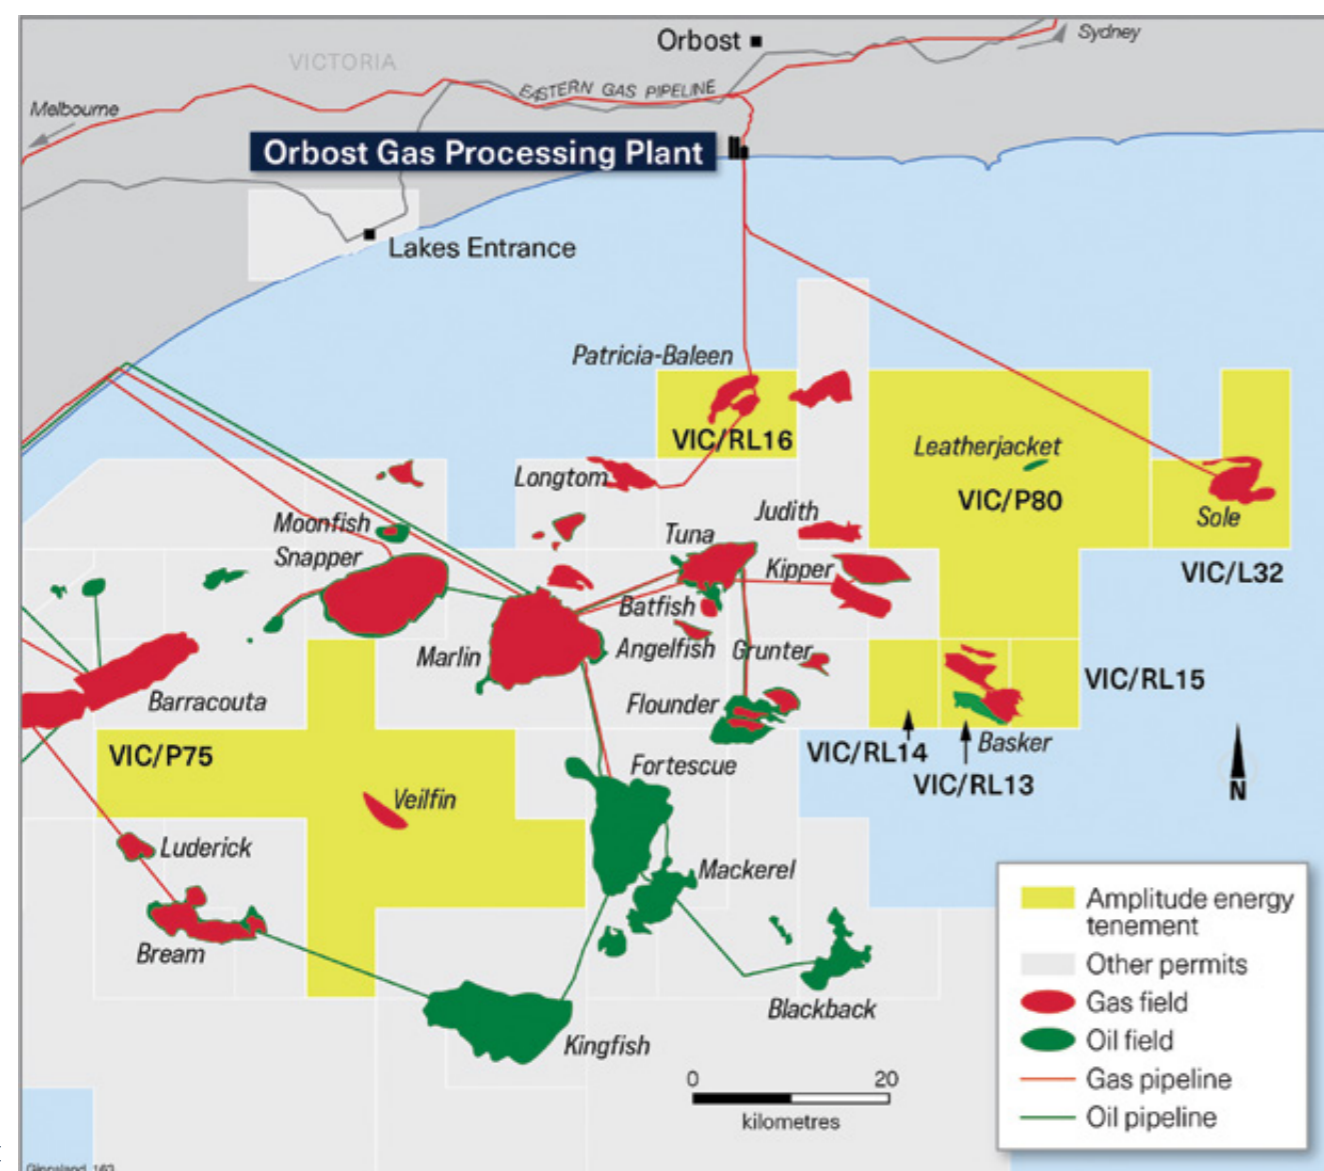 Orbost
Sydney
VICTORIA
EASTERN GAS PIPELINE
Melbourne
Orbost Gas Processing Plant
Lakes Entrance
Patricia-Baleen
VIC/RL16
Leatherjacket
Longtom
VIC/P80
Judith
Sole
Moonfish
Tuna
Snapper
Kipper
VIC/L32
Batfish
Marlin
Angelfish
Grunter
VIC/RL15
Barracouta
Flounder
VIC/P75
VIC/RL14
Basker
Fortescue
VIC/RL13
N
Veilfin
Luderick
Mackerel
Bream
Blackback
Kingfish
Amplitude energy
tenement
Other permits
Gas field
Oil field
Gas pipeline
Oil pipeline
0 20
kilometres